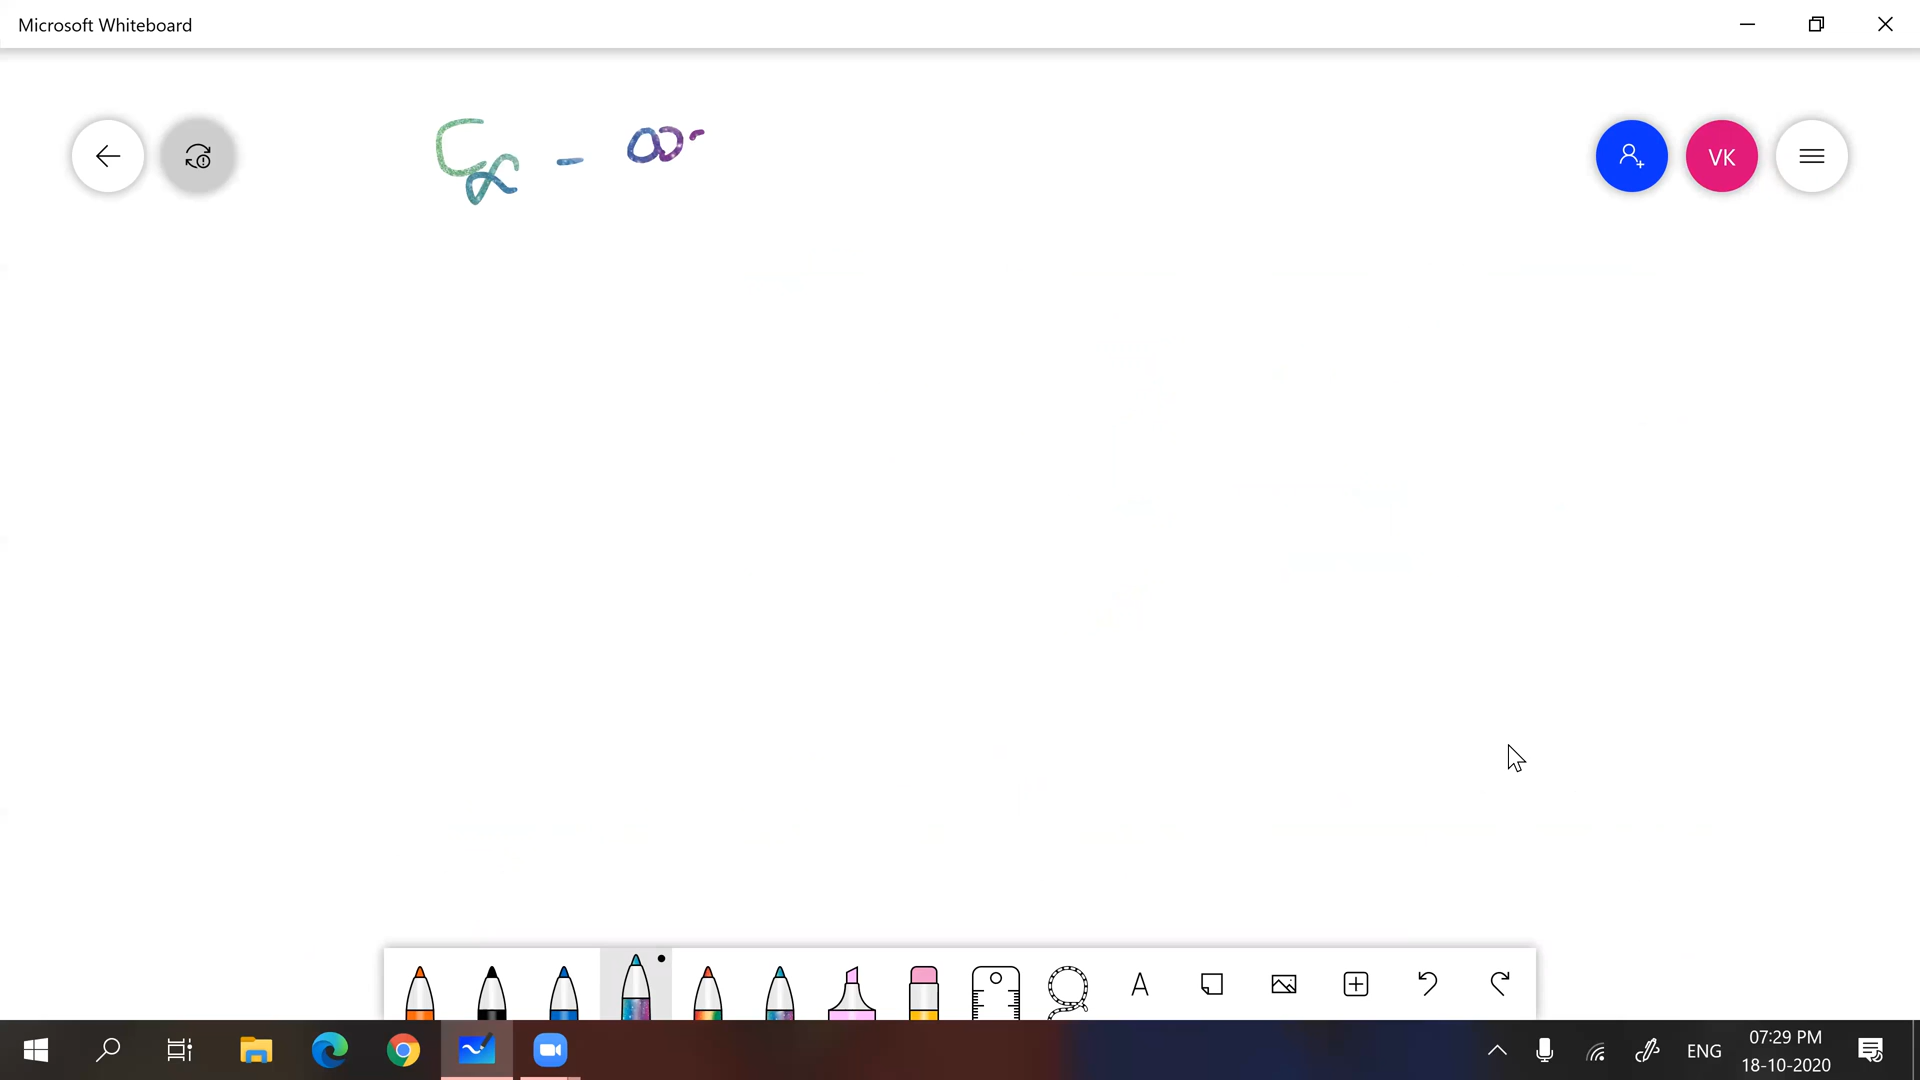 Microsoft Whiteboard
C α -
VK
A
ENG
07:29 PM
18-10-2020